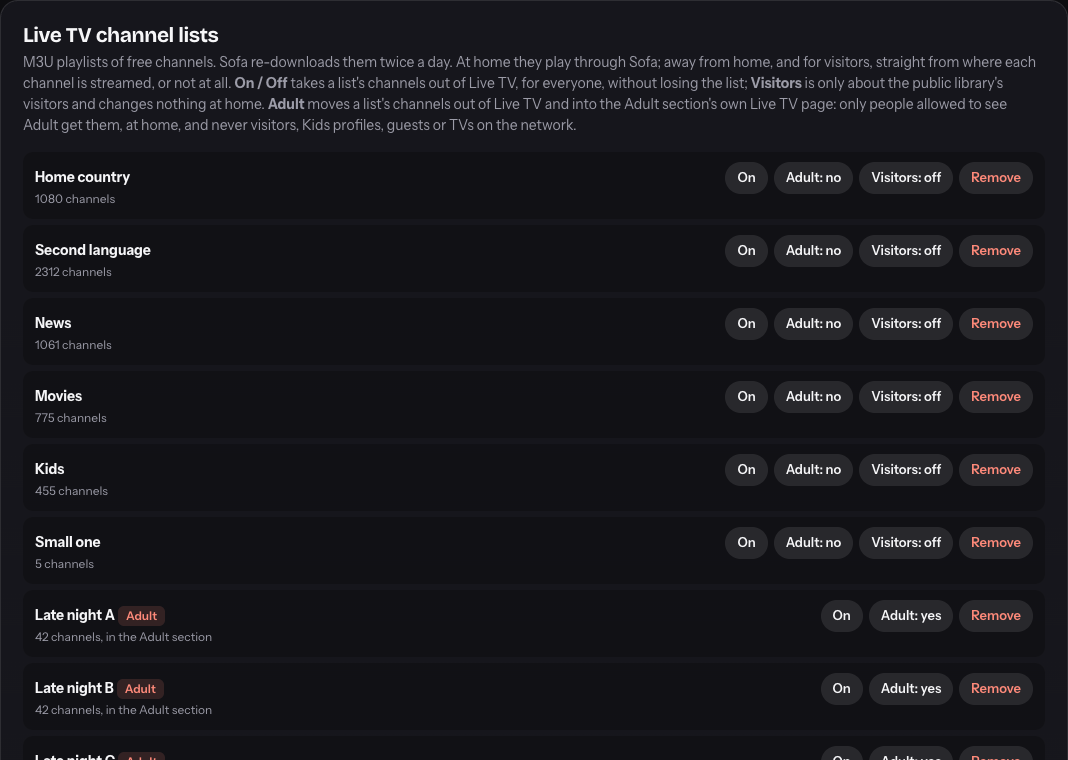 Live TV channel lists
M3U playlists of free channels. Sofa re-downloads them twice a day. At home they play through Sofa; away from home, and for visitors, straight from where each
channel is streamed, or not at all. On / Off takes a list's channels out of Live TV, for everyone, without losing the list; Visitors is only about the public library's
visitors and changes nothing at home. Adult moves a list's channels out of Live TV and into the Adult section's own Live TV page: only people allowed to see
Adult get them, at home, and never visitors, Kids profiles, guests or TVs on the network.
Home country On Adult: no Visitors: off Remove
1080 channels
Second language On Adult: no Visitors: off Remove
2312 channels
News On Adult: no Visitors: off Remove
1061 channels
Movies On Adult: no Visitors: off Remove
775 channels
Kids On Adult: no Visitors: off Remove
455 channels
Small one On Adult: no Visitors: off Remove
5 channels
Late night A Adult On Adult: yes Remove
42 channels, in the Adult section
Late night B Adult On Adult: yes Remove
42 channels, in the Adult section
Late night C Adult On Adult: yes Remove